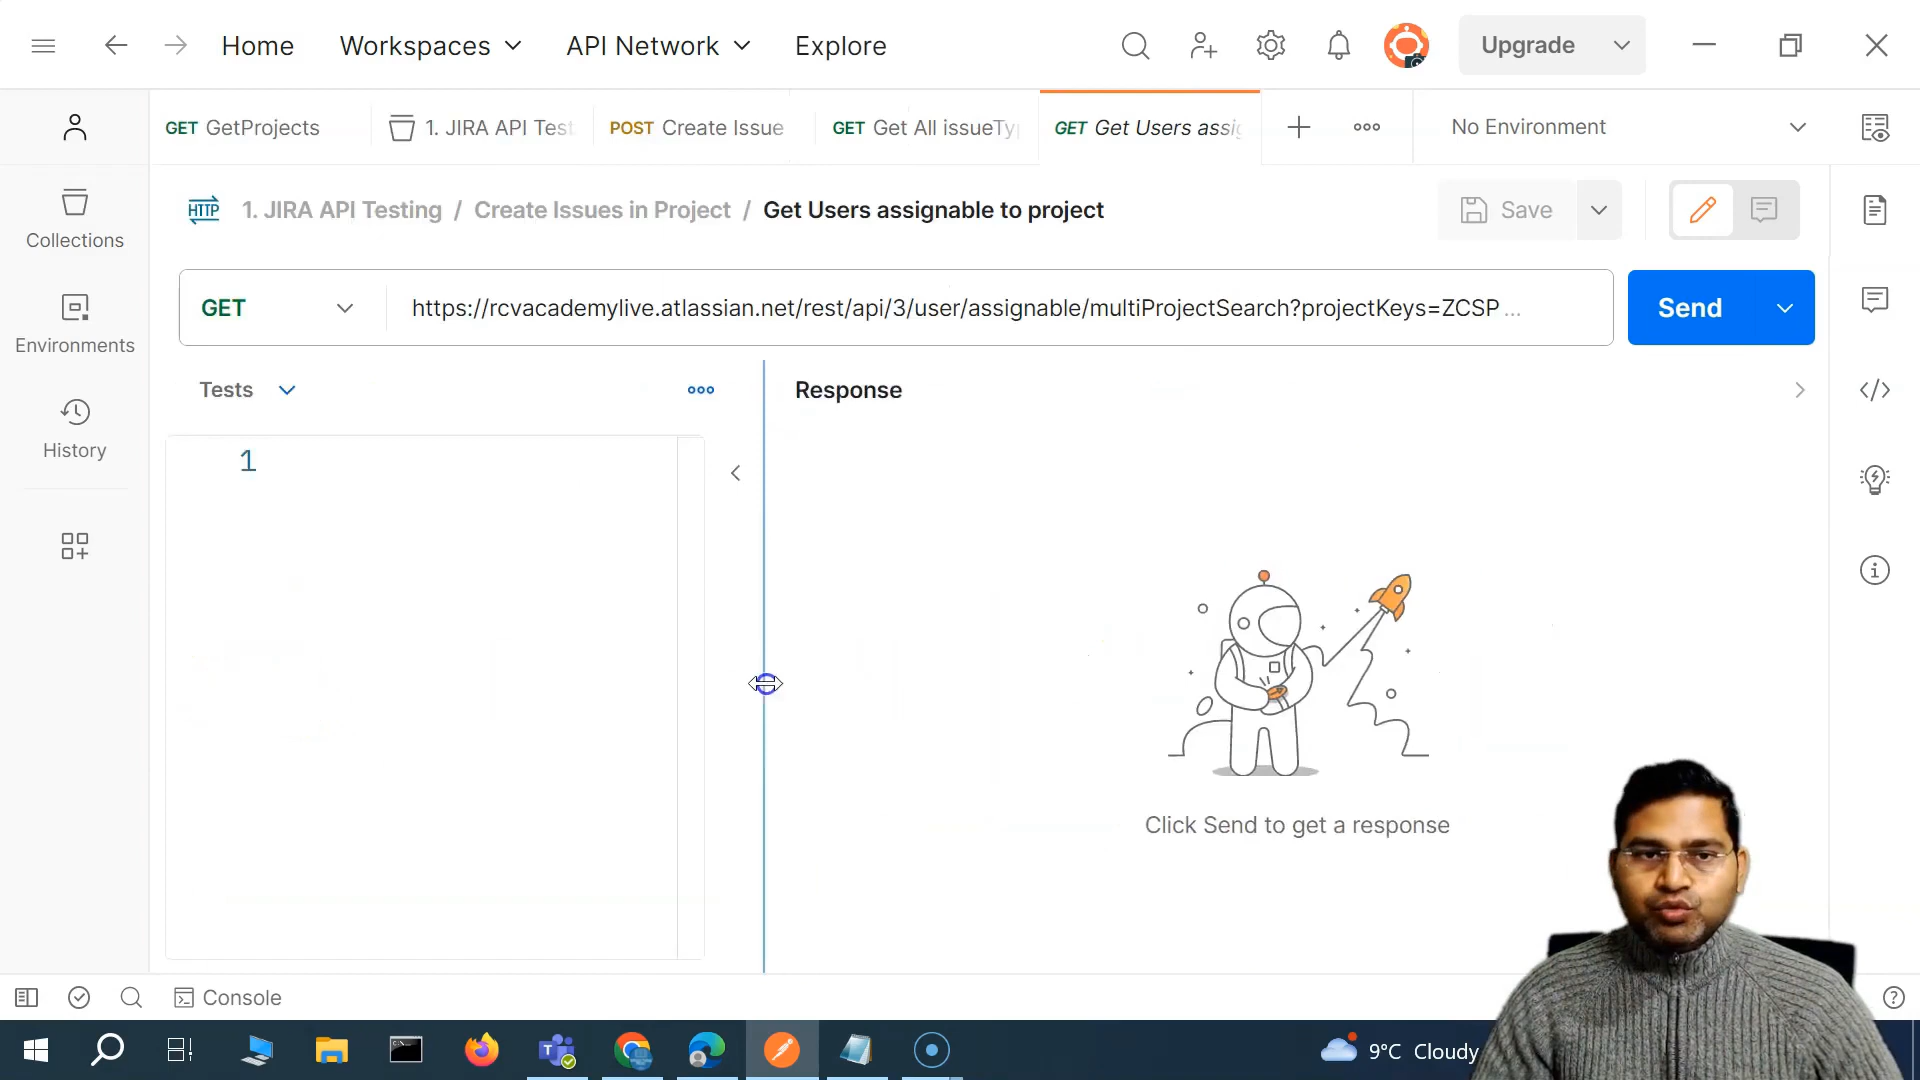 Home
Workspaces
API Network
Explore
Upgrade
GET GetProjects
1. JIRA API Test
POST Create Issue
GET Get All issueTy
GET Get Users assi
No Environment
HTTP
1. JIRA API Testing / Create Issues in Project / Get Users assignable to project
Save
GET
https://rcvacademylive.atlassian.net/rest/api/3/user/assignable/multiProjectSearch?projectKeys=ZCSP ...
Send
Collections
Environments
History
Tests
Response
1
Click Send to get a response
Console
9°C Cloudy